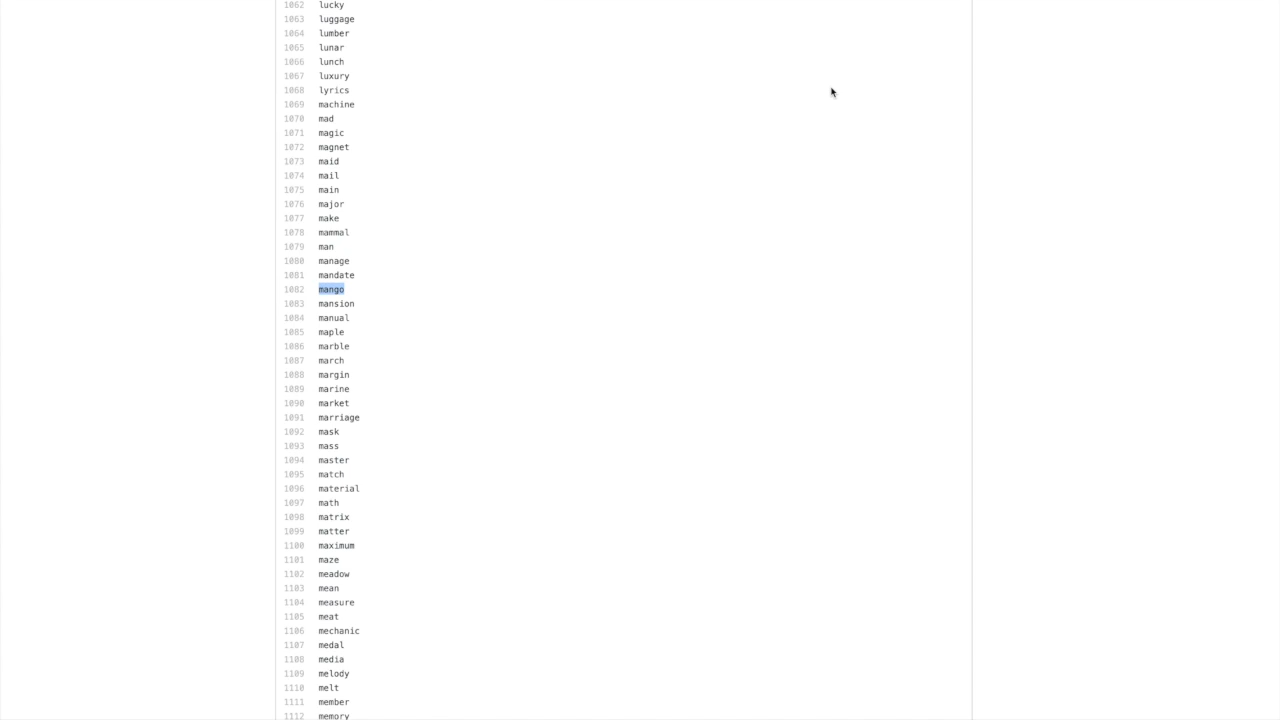 1062 lucky
1063 luggage
1064 lumber
1065 lunar
1066 lunch
1067 luxury
1068 lyrics
1069 machine
1070 mad
1071 magic
1072 magnet
1073 maid
1074 mail
1075 main
1076 major
1077 make
1078 mammal
1079 man
1080 manage
1081 mandate
1082 mango
1083 mansion
1084 manual
1085 maple
1086 marble
1087 march
1088 margin
1089 marine
1090 market
1091 marriage
1092 mask
1093 mass
1094 master
1095 match
1096 material
1097 math
1098 matrix
1099 matter
1100 maximum
1101 maze
1102 meadow
1103 mean
1104 measure
1105 meat
1106 mechanic
1107 medal
1108 media
1109 melody
1110 melt
1111 member
1112 memory